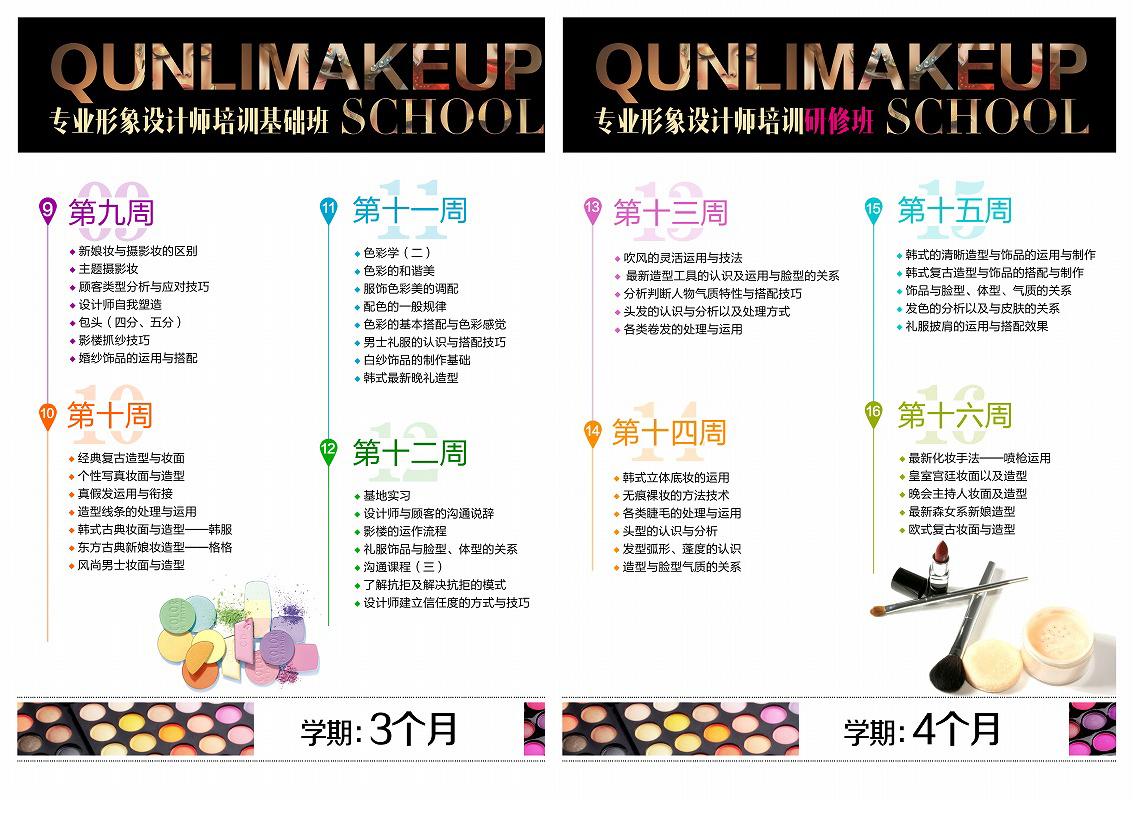 QUNLIMAKEUP
专业形象设计师培训基础班 SCHOOL
09
9 第九周
新娘妆与摄影妆的区别
主题摄影妆
顾客类型分析与应对技巧
设计师自我塑造
包头（四分、五分）
影楼抓纱技巧
婚纱饰品的运用与搭配
10
10 第十周
经典复古造型与妆面
个性写真妆面与造型
真假发运用与衔接
造型线条的处理与运用
韩式古典妆面与造型——韩服
东方古典新娘妆造型——格格
风尚男士妆面与造型
11
11 第十一周
色彩学（二）
色彩的和谐美
服饰色彩美的调配
配色的一般规律
色彩的基本搭配与色彩感觉
男士礼服的认识与搭配技巧
白纱饰品的制作基础
韩式最新晚礼造型
12
12 第十二周
基地实习
设计师与顾客的沟通说辞
影楼的运作流程
礼服饰品与脸型、体型的关系
沟通课程（三）
了解抗拒及解决抗拒的模式
设计师建立信任度的方式与技巧
学期：3个月
QUNLIMAKEUP
专业形象设计师培训研修班 SCHOOL
13
13 第十三周
吹风的灵活运用与技法
最新造型工具的认识及运用与脸型的关系
分析判断人物气质特性与搭配技巧
头发的认识与分析以及处理方式
各类卷发的处理与运用
14
14 第十四周
韩式立体底妆的运用
无痕裸妆的方法技术
各类睫毛的处理与运用
头型的认识与分析
发型弧形、蓬度的认识
造型与脸型气质的关系
15
15 第十五周
韩式的清晰造型与饰品的运用与制作
韩式复古造型与饰品的搭配与制作
饰品与脸型、体型、气质的关系
发色的分析以及与皮肤的关系
礼服披肩的运用与搭配效果
16
16 第十六周
最新化妆手法——喷枪运用
皇室宫廷妆面以及造型
晚会主持人妆面及造型
最新森女系新娘造型
欧式复古妆面与造型
学期：4个月